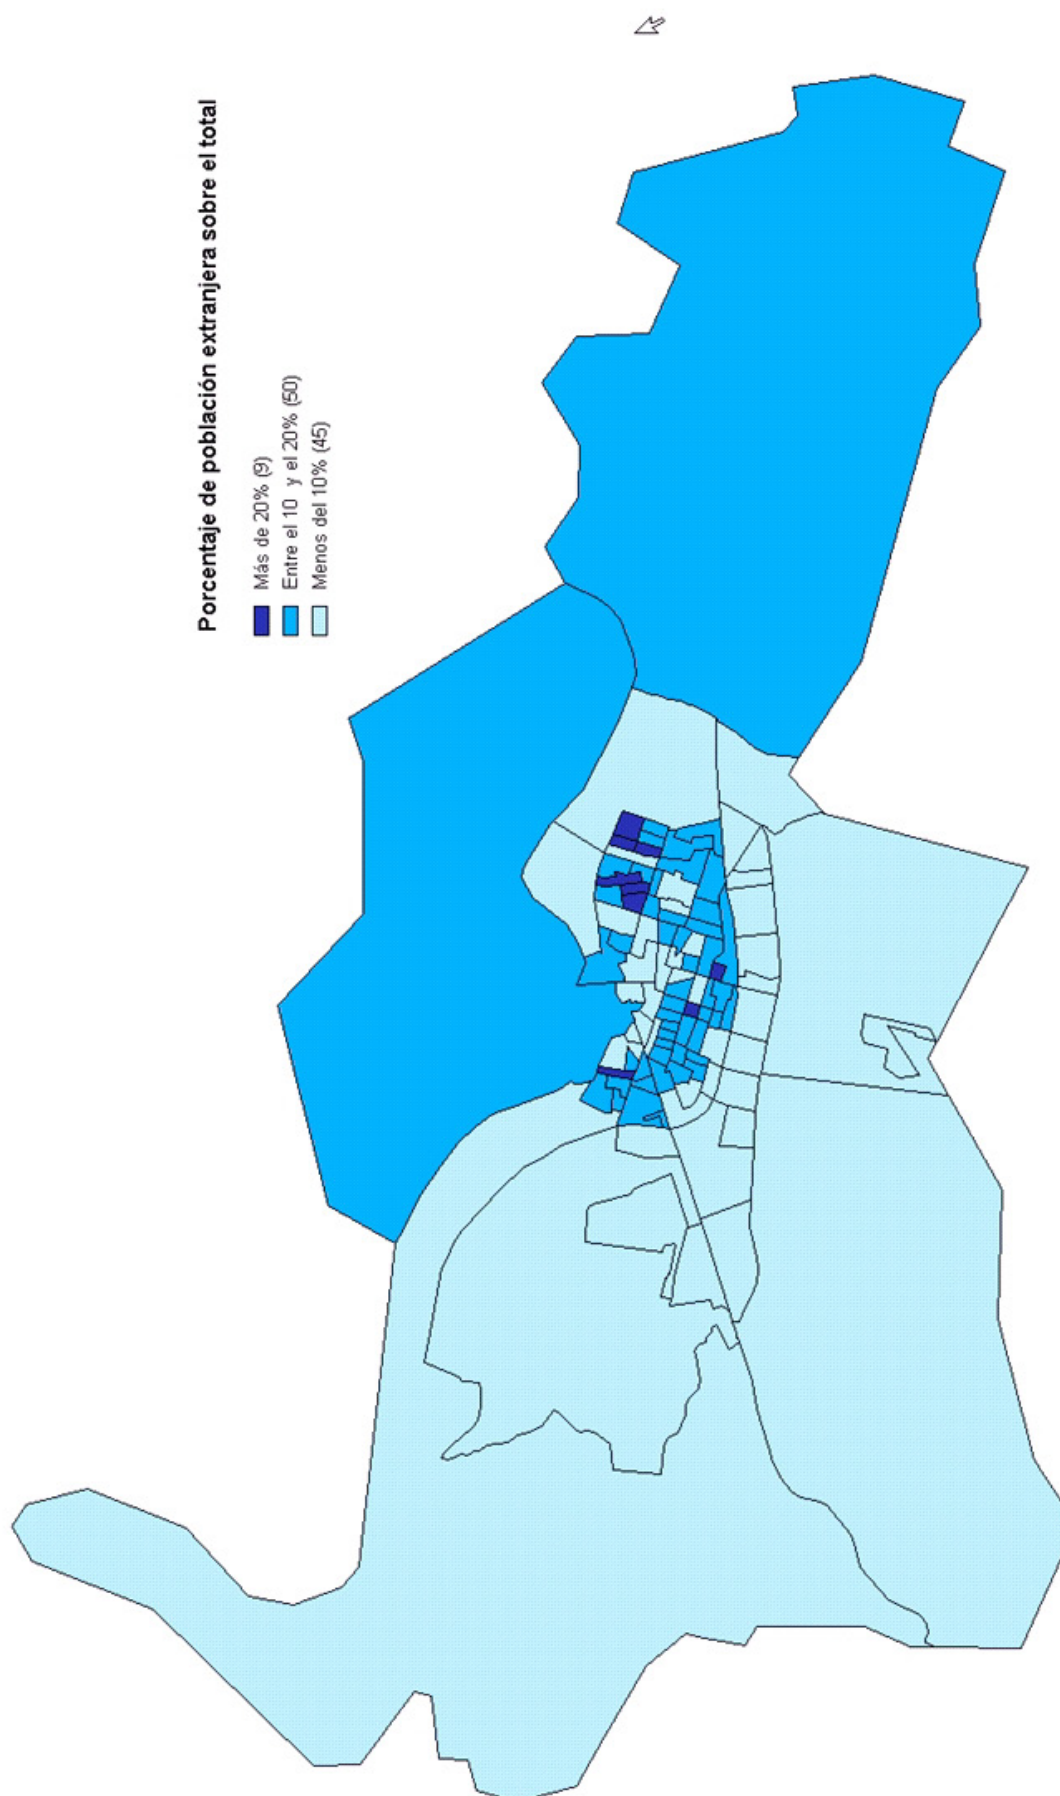 Porcentaje de población extranjera sobre el total
Más de 20% (9)
Entre el 10 y el 20% (50)
Menos del 10% (45)